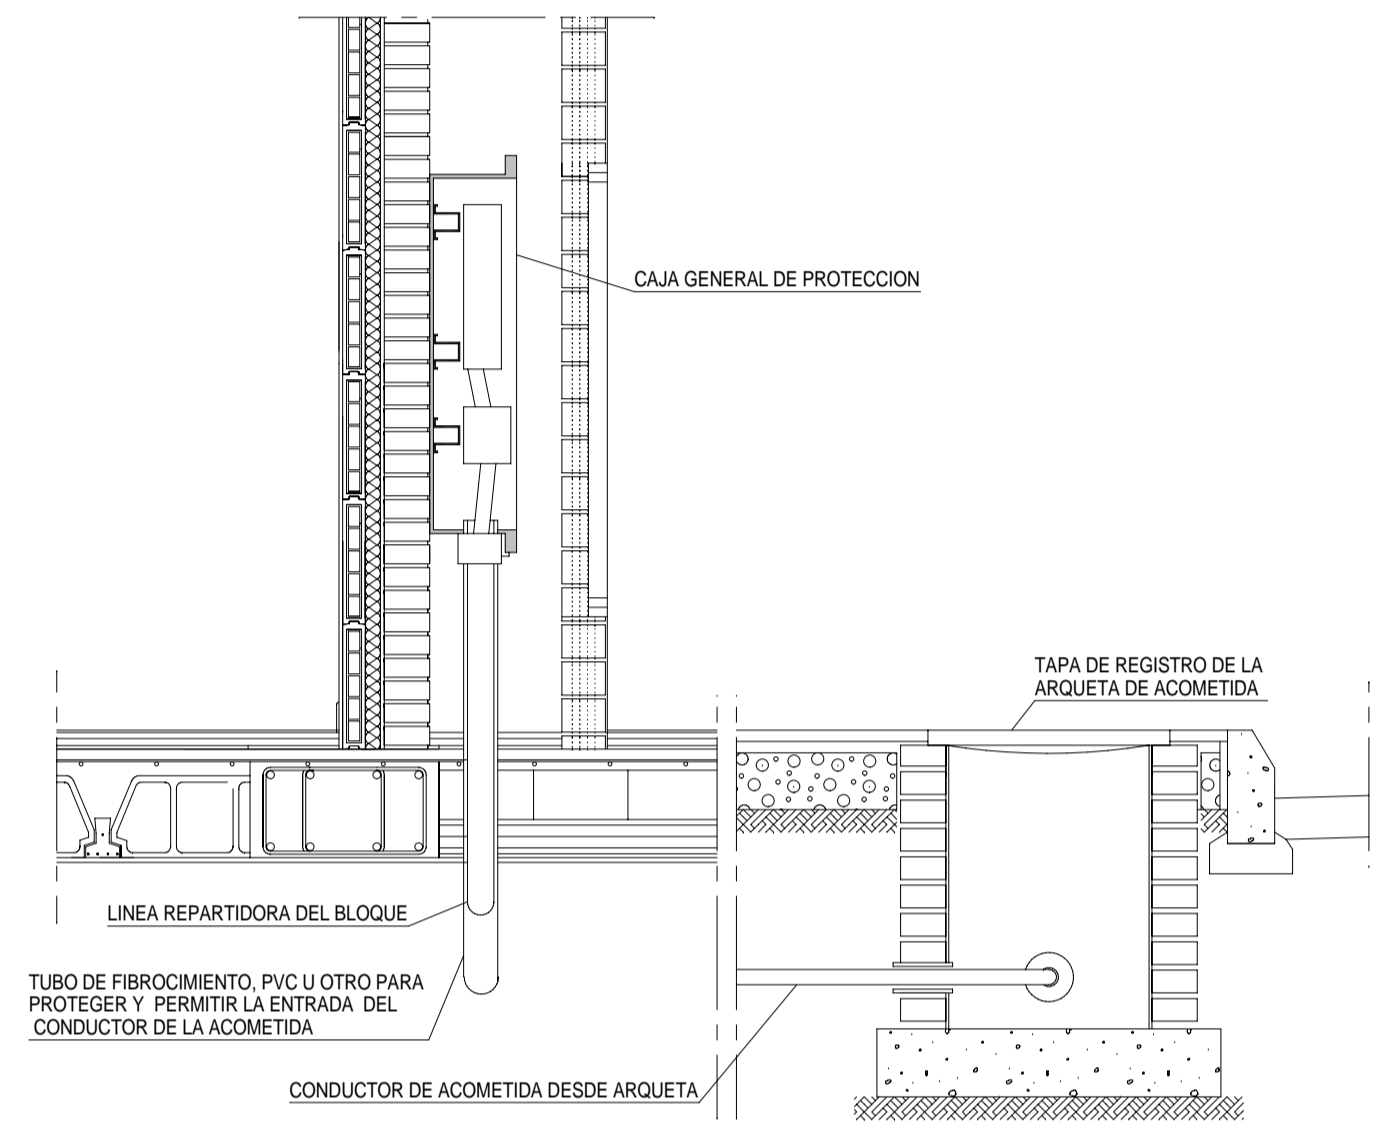 CAJA GENERAL DE PROTECCION
TAPA DE REGISTRO DE LA
ARQUETA DE ACOMETIDA
LINEA REPARTIDORA DEL BLOQUE
TUBO DE FIBROCIMIENTO, PVC U OTRO PARA
PROTEGER Y PERMITIR LA ENTRADA DEL
CONDUCTOR DE LA ACOMETIDA
CONDUCTOR DE ACOMETIDA DESDE ARQUETA